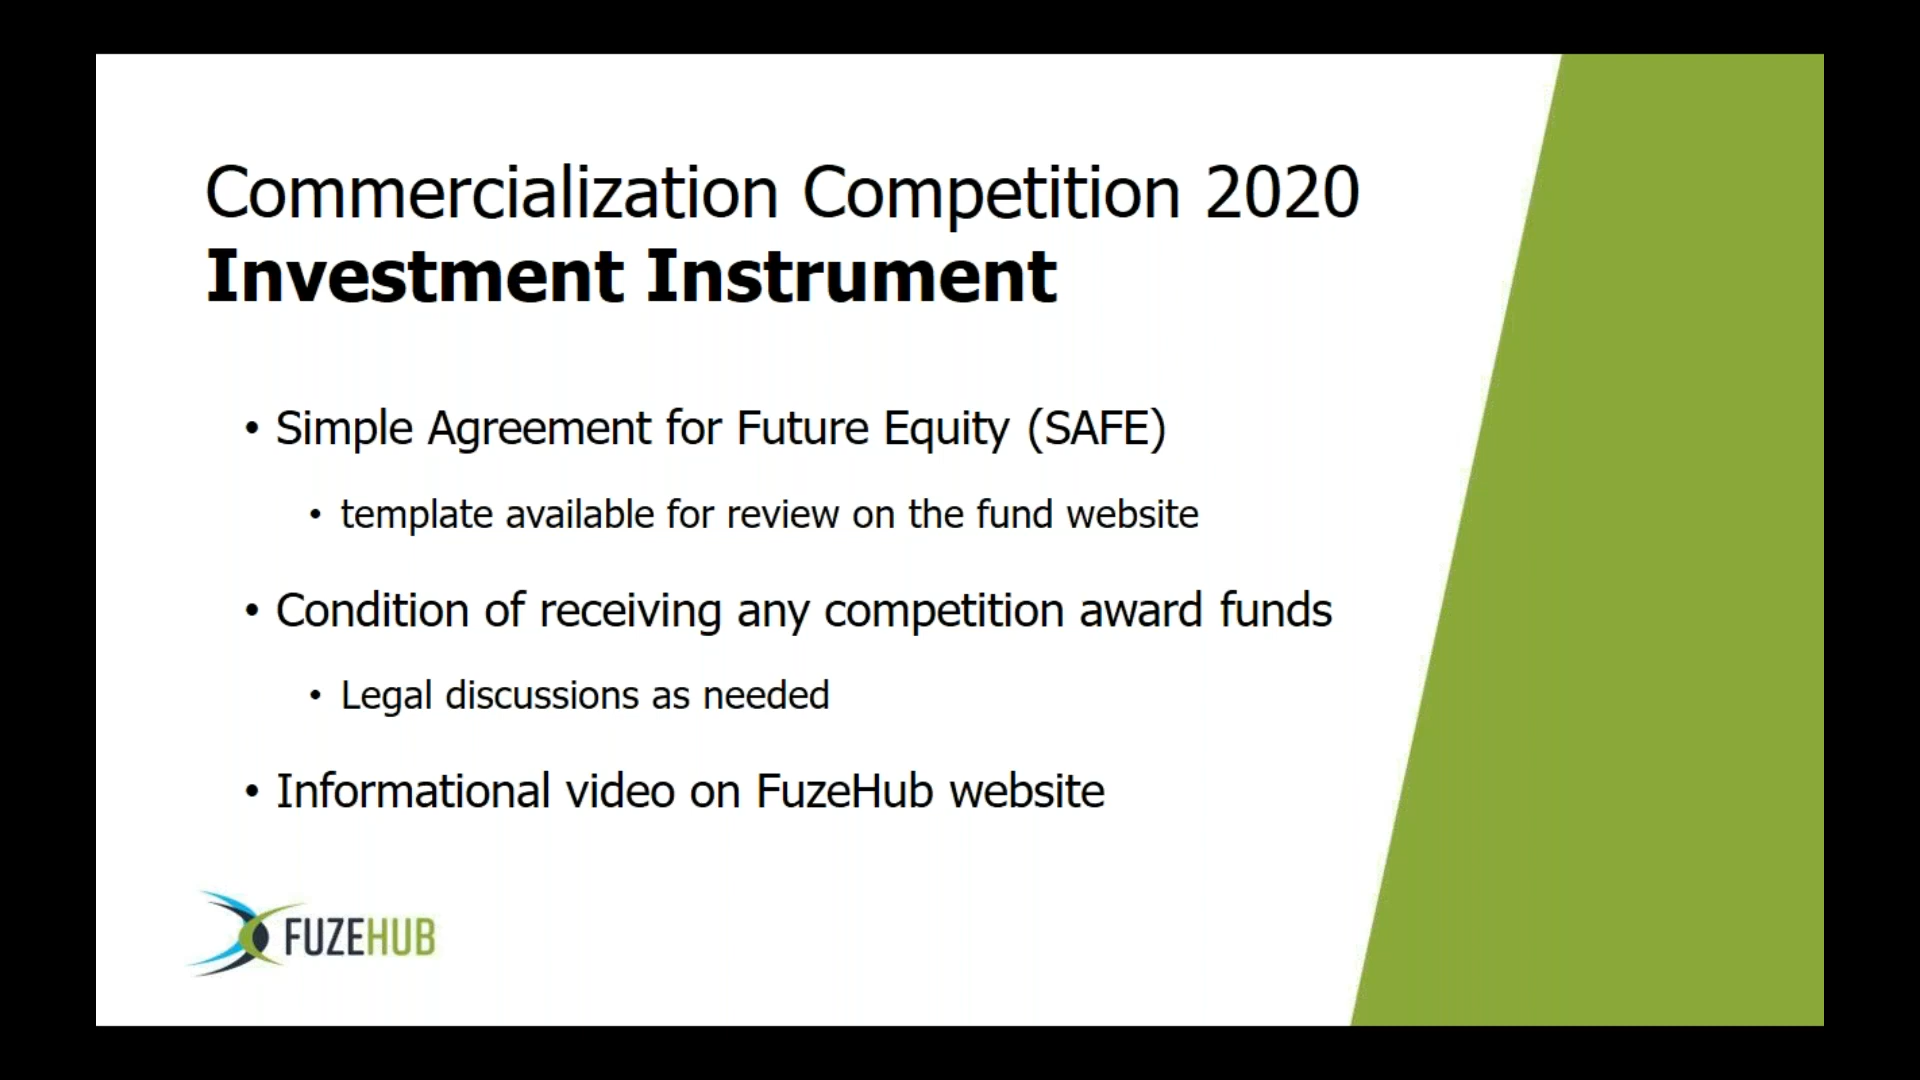 Commercialization Competition 2020
Investment Instrument
• Simple Agreement for Future Equity (SAFE)
• template available for review on the fund website
• Condition of receiving any competition award funds
• Legal discussions as needed
• Informational video on FuzeHub website
FUZEHUB